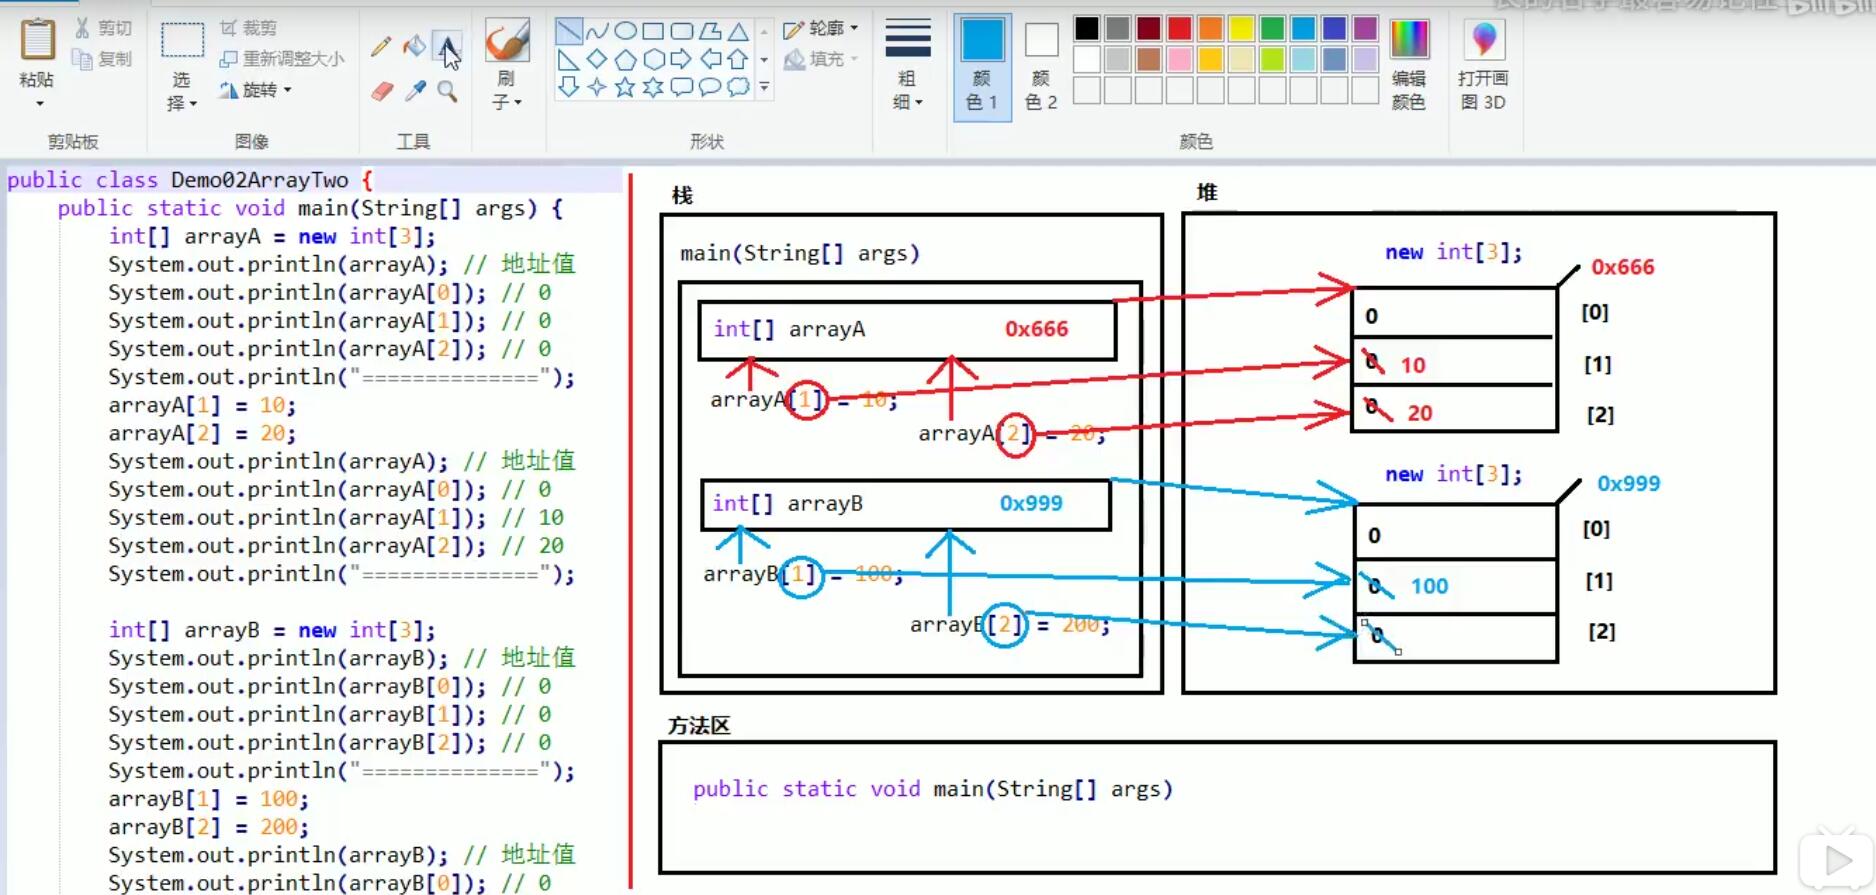 粘贴
剪切
复制
剪贴板
选择
裁剪
重新调整大小
旋转
图像
工具
刷子
形状
轮廓
填充
粗细
颜色 1
颜色 2
颜色
编辑颜色
打开画图 3D
public class Demo02ArrayTwo {
public static void main(String[] args) {
int[] arrayA = new int[3];
System.out.println(arrayA); // 地址值
System.out.println(arrayA[0]); // 0
System.out.println(arrayA[1]); // 0
System.out.println(arrayA[2]); // 0
System.out.println("==============");
arrayA[1] = 10;
arrayA[2] = 20;
System.out.println(arrayA); // 地址值
System.out.println(arrayA[0]); // 0
System.out.println(arrayA[1]); // 10
System.out.println(arrayA[2]); // 20
System.out.println("==============");
int[] arrayB = new int[3];
System.out.println(arrayB); // 地址值
System.out.println(arrayB[0]); // 0
System.out.println(arrayB[1]); // 0
System.out.println(arrayB[2]); // 0
System.out.println("==============");
arrayB[1] = 100;
arrayB[2] = 200;
System.out.println(arrayB); // 地址值
System.out.println(arrayB[0]); // 0
栈
main(String[] args)
int[] arrayA 0x666
arrayA[1] = 10;
arrayA[2] = 20;
int[] arrayB 0x999
arrayB[1] = 100;
arrayB[2] = 200;
堆
new int[3];
0x666
0 [0]
0 10 [1]
0 20 [2]
new int[3];
0x999
0 [0]
0 100 [1]
0 [2]
方法区
public static void main(String[] args)